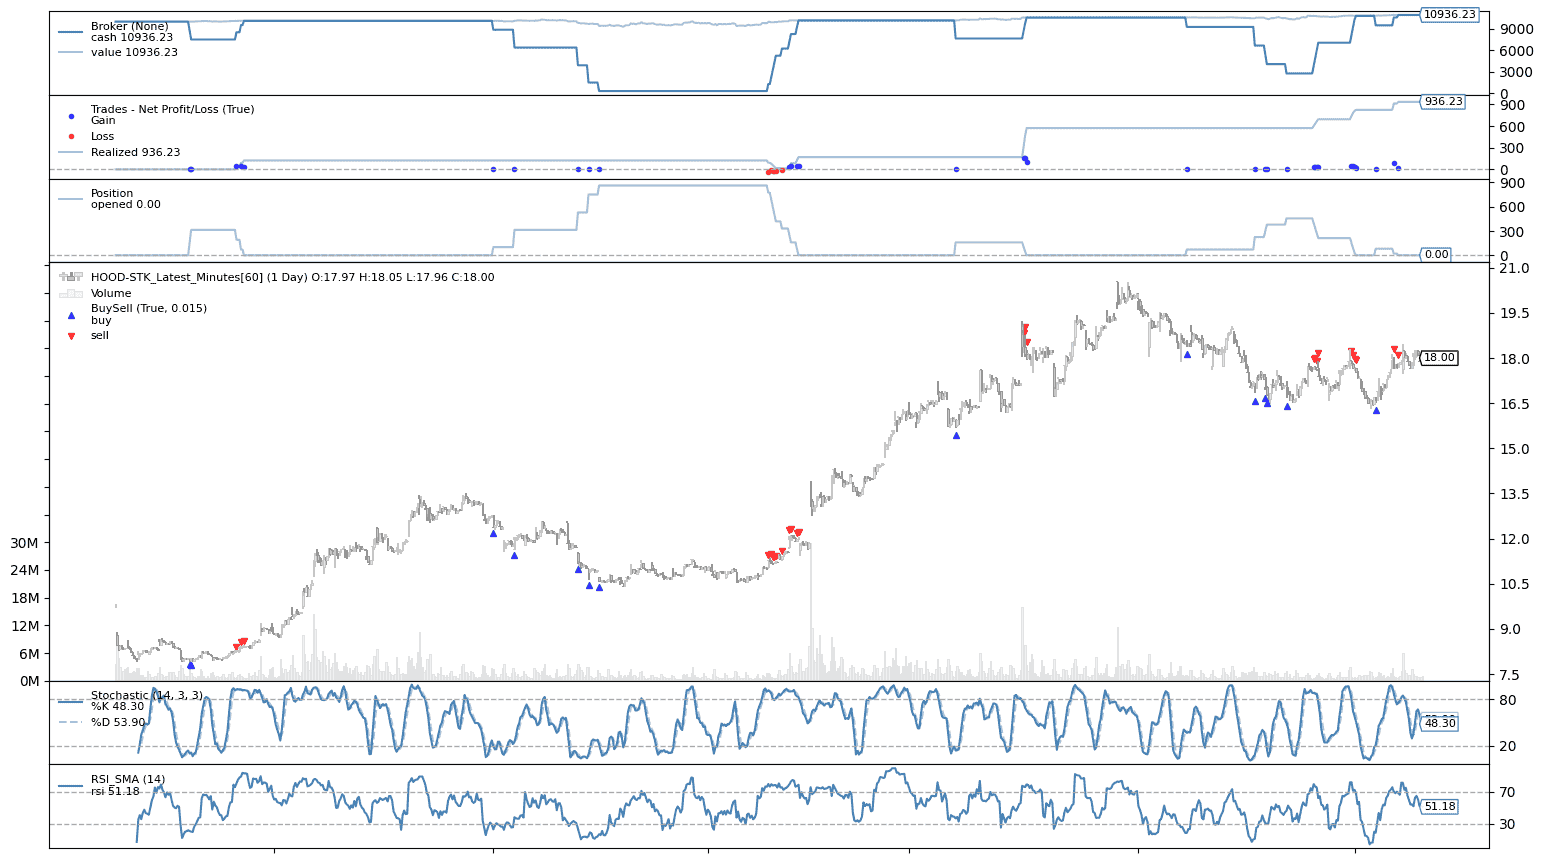 Broker (None)
cash 10936.23
value 10936.23
10936.23
9000
6000
3000
0
Trades - Net Profit/Loss (True)
Gain
Loss
Realized 936.23
936.23
900
600
300
0
Position
opened 0.00
900
600
300
0
0.00
HOOD-STK_Latest_Minutes[60] (1 Day) O:17.97 H:18.05 L:17.96 C:18.00
Volume
BuySell (True, 0.015)
buy
sell
21.0
19.5
18.0
18.00
16.5
15.0
13.5
12.0
10.5
9.0
7.5
30M
24M
18M
12M
6M
0M
Stochastic (14, 3, 3)
%K 48.30
%D 53.90
80
48.30
20
RSI_SMA (14)
rsi 51.18
70
51.18
30